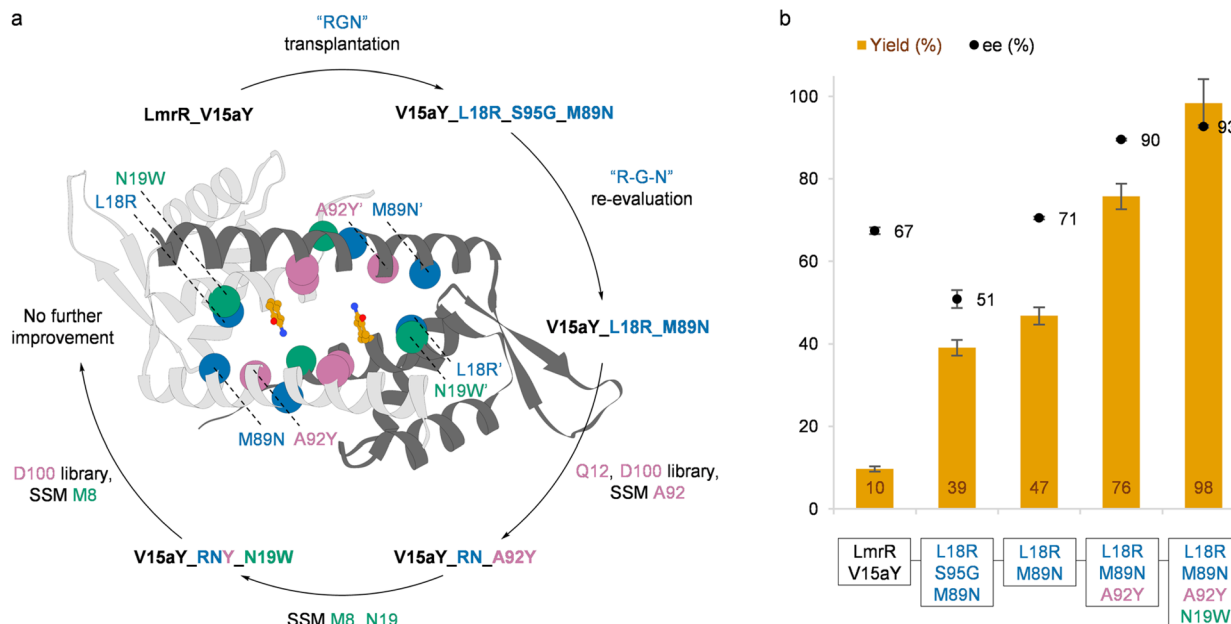 a
"RGN"
transplantation
LmrR_V15aY
V15aY_L18R_S95G_M89N
"R-G-N"
re-evaluation
N19W
L18R
A92Y' M89N'
No further
improvement
V15aY_L18R_M89N
L18R'
N19W'
M89N A92Y
D100 library,
SSM M8
Q12, D100 library,
SSM A92
V15aY_RNY_N19W
V15aY_RN_A92Y
SSM M8, N19
b
Yield (%)
ee (%)
100
80
60
40
20
0
67
51
71
90
93
10
39
47
76
98
LmrR
V15aY
L18R
S95G
M89N
L18R
M89N
L18R
M89N
A92Y
L18R
M89N
A92Y
N19W